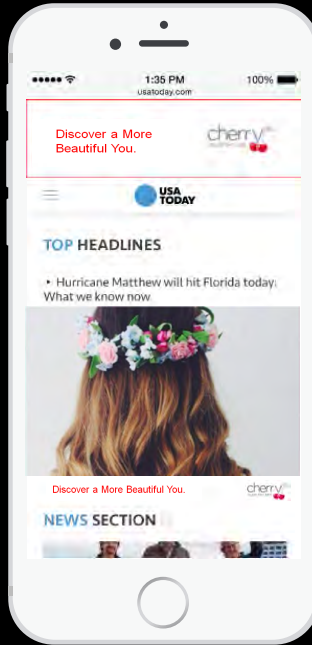 1:35 PM
100%
usatoday.com
Discover a More
Beautiful You.
cherry
USA
TODAY
TOP HEADLINES
‣ Hurricane Matthew will hit Florida today:
What we know now
Discover a More Beautiful You.
cherry
NEWS SECTION